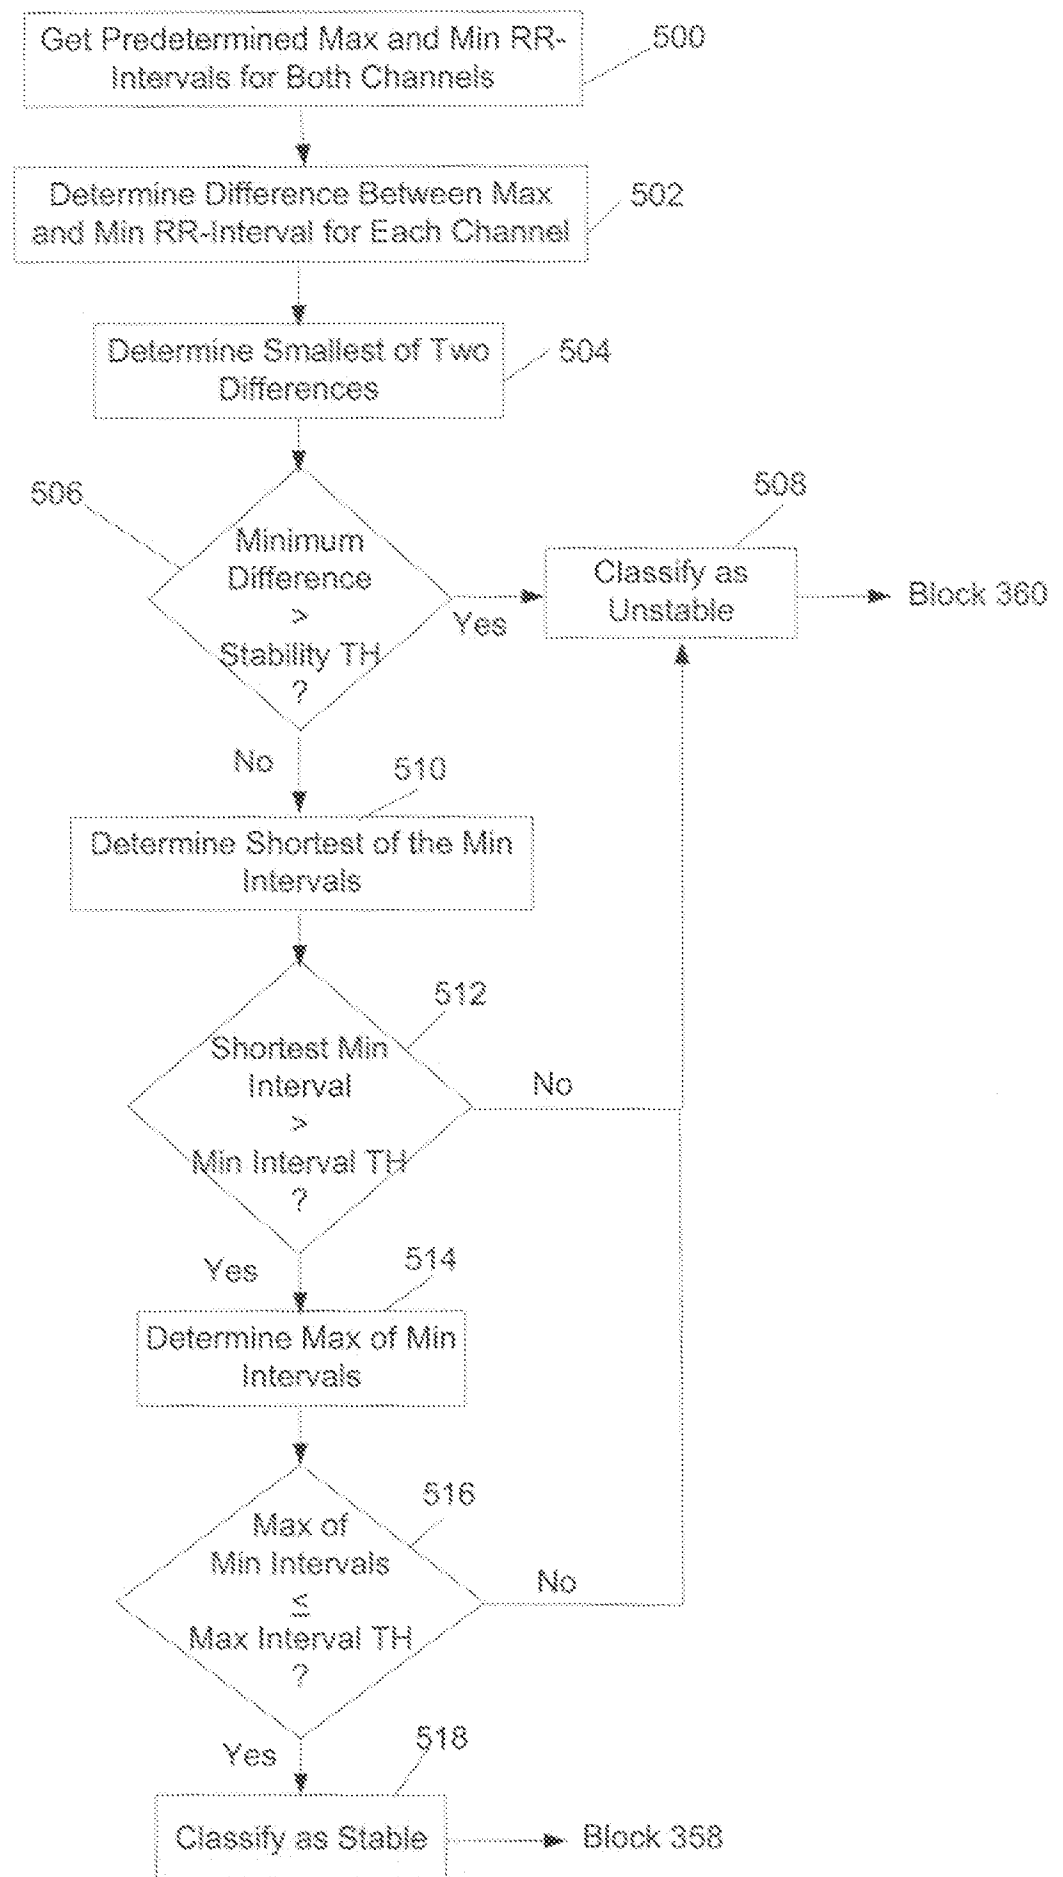 Get Predetermined Max and Min RR-
Intervals for Both Channels
500
Determine Difference Between Max
and Min RR-Interval for Each Channel
502
Determine Smallest of Two
Differences
504
506
Minimum
Difference
>
Stability TH
?
Yes
508
Classify as
Unstable
Block 360
No
510
Determine Shortest of the Min
Intervals
512
Shortest Min
Interval
>
Min Interval TH
?
No
Yes
514
Determine Max of Min
Intervals
516
Max of
Min Intervals
≤
Max Interval TH
?
No
Yes
518
Classify as Stable
Block 358